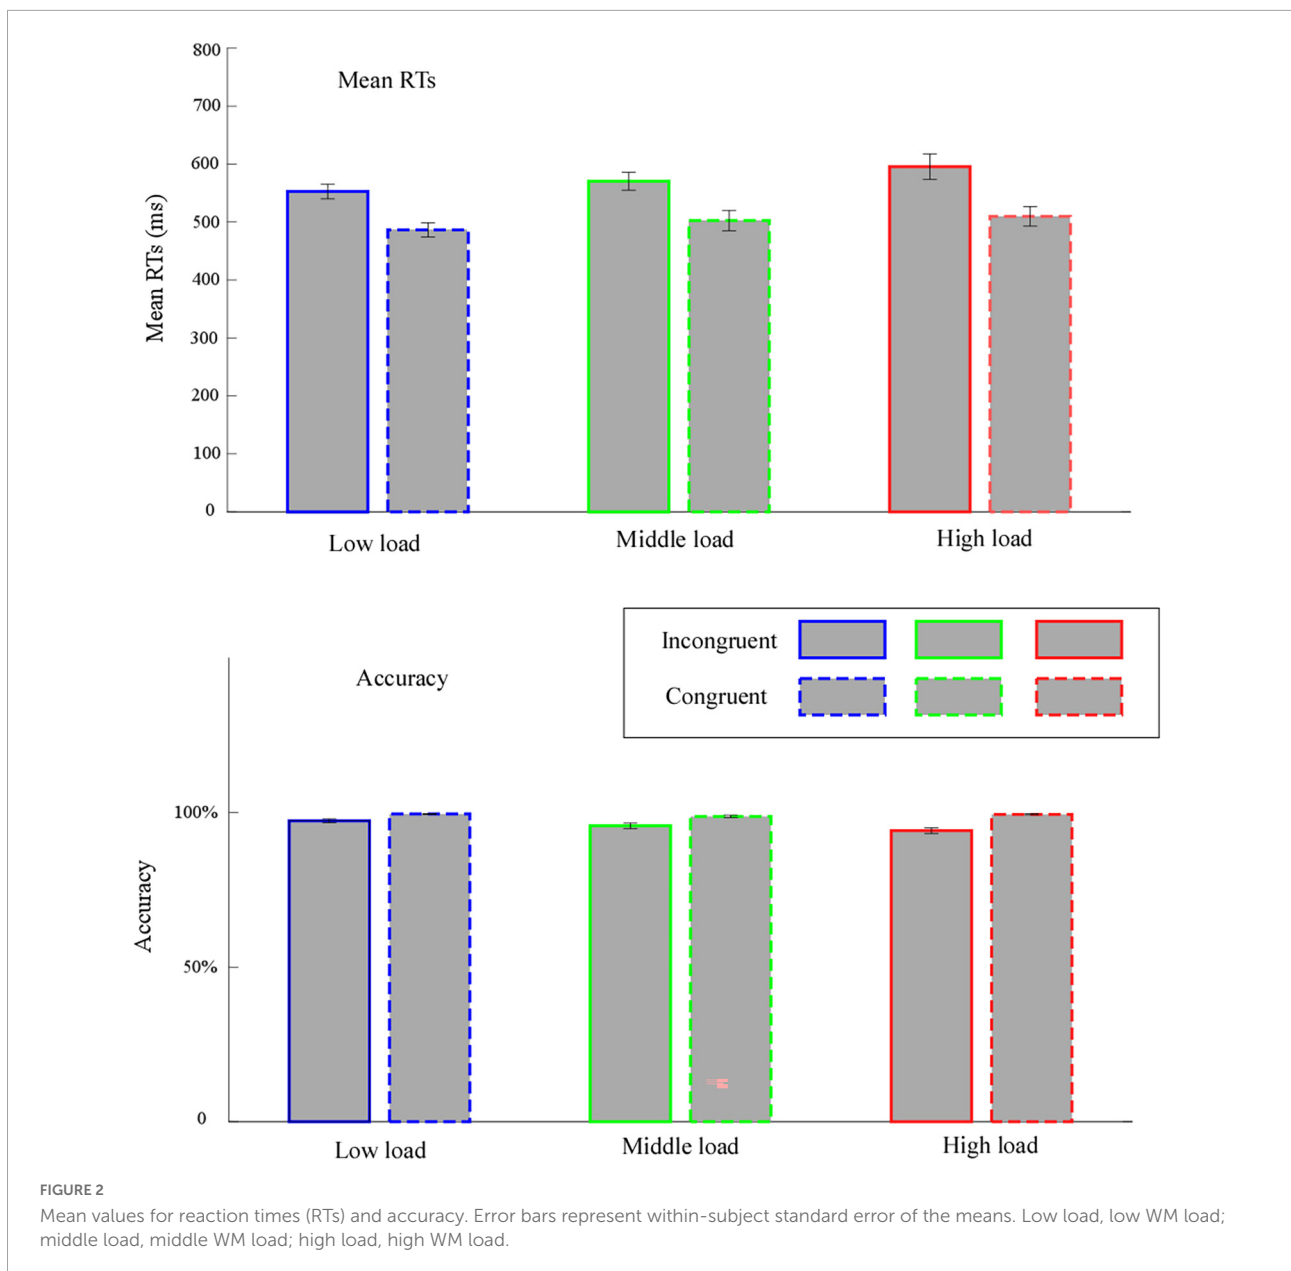 800
Mean RTs
700
600
500
400
300
200
100
0
Mean RTs (ms)
Low load
Middle load
High load
Incongruent
Congruent
Accuracy
100%
50%
0
Accuracy
Low load
Middle load
High load
FIGURE 2
Mean values for reaction times (RTs) and accuracy. Error bars represent within-subject standard error of the means. Low load, low WM load;
middle load, middle WM load; high load, high WM load.